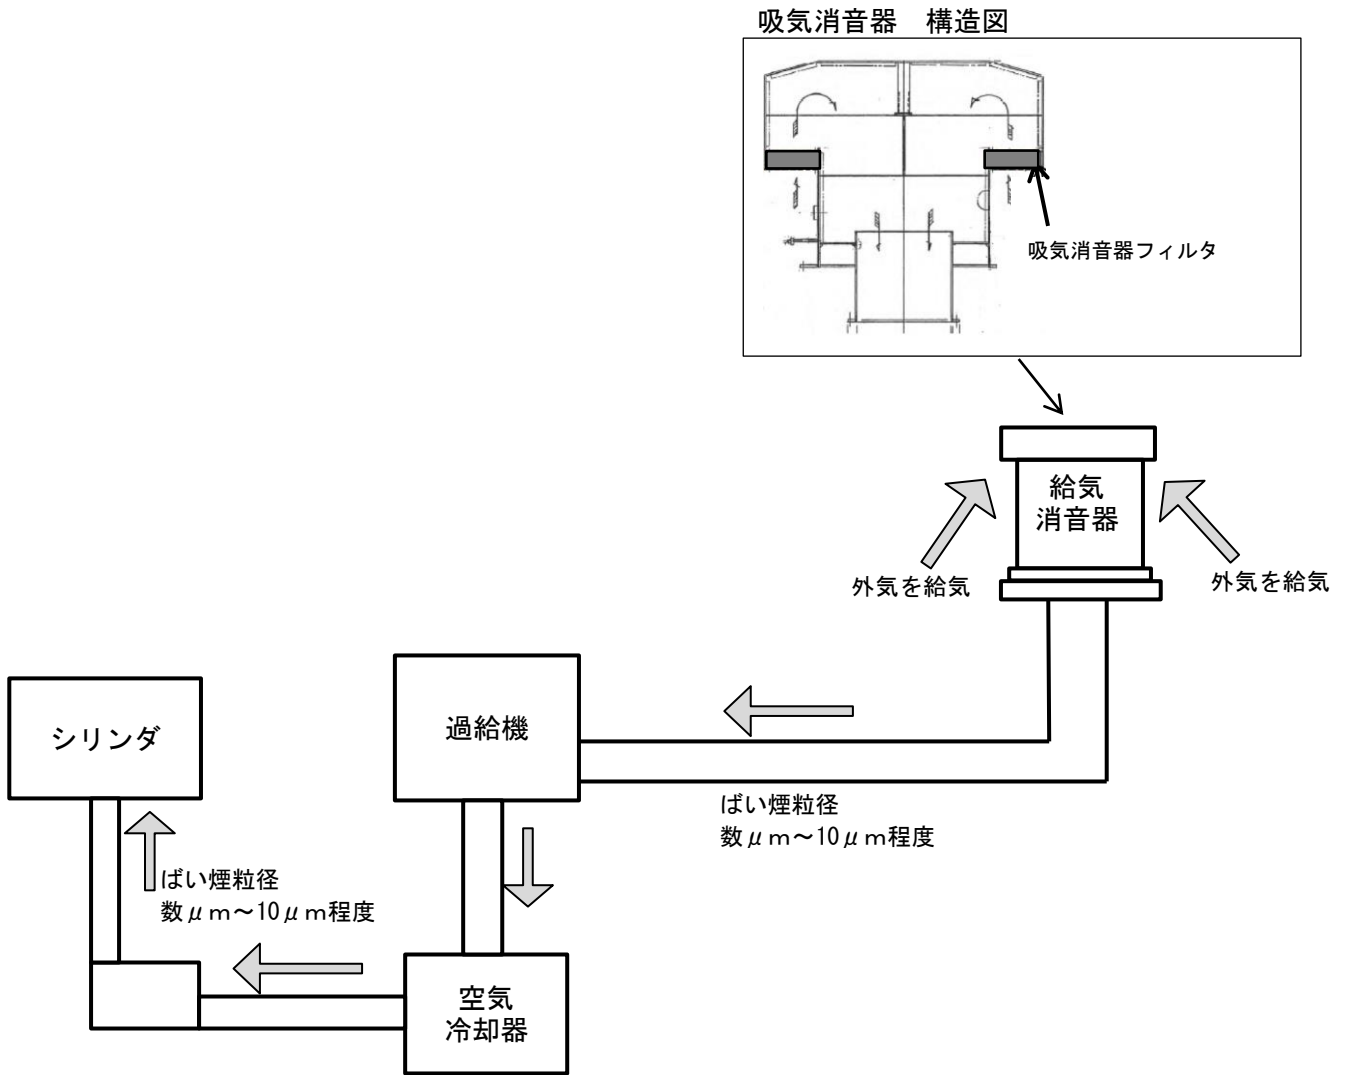 吸気消音器　構造図
吸気消音器フィルタ
給気
消音器
外気を給気
外気を給気
シリンダ
過給機
ばい煙粒径
数μｍ～10μｍ程度
ばい煙粒径
数μｍ～10μｍ程度
空気
冷却器